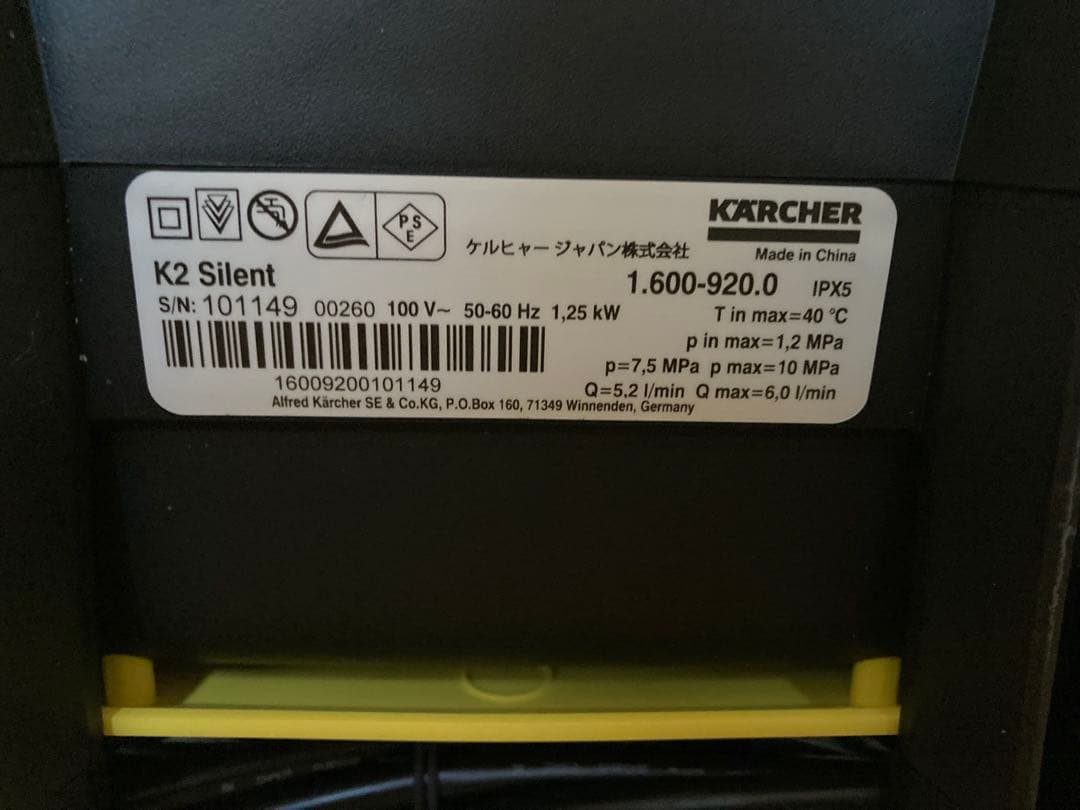 PSE
KÄRCHER
ケルヒャー ジャパン株式会社
Made in China
K2 Silent
1.600-920.0 IPX5
S/N: 101149 00260 100 V~ 50-60 Hz 1,25 kW
T in max=40 °C
p in max=1,2 MPa
p=7,5 MPa p max=10 MPa
16009200101149
Q=5,2 l/min Q max=6,0 l/min
Alfred Kärcher SE & Co.KG, P.O.Box 160, 71349 Winnenden, Germany